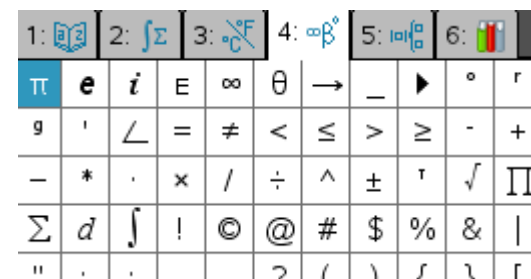 1: 2: ∫Σ 3: °C °F 4: ∞β° 5: 6:
π e i E ∞ θ → _ ▶ ° r
g ' ∠ = ≠ < ≤ > ≥ - +
− * · × / ÷ ^ ± ᵀ √ ∏
Σ d ∫ ! © @ # $ % & |
" ? ( ) { } [